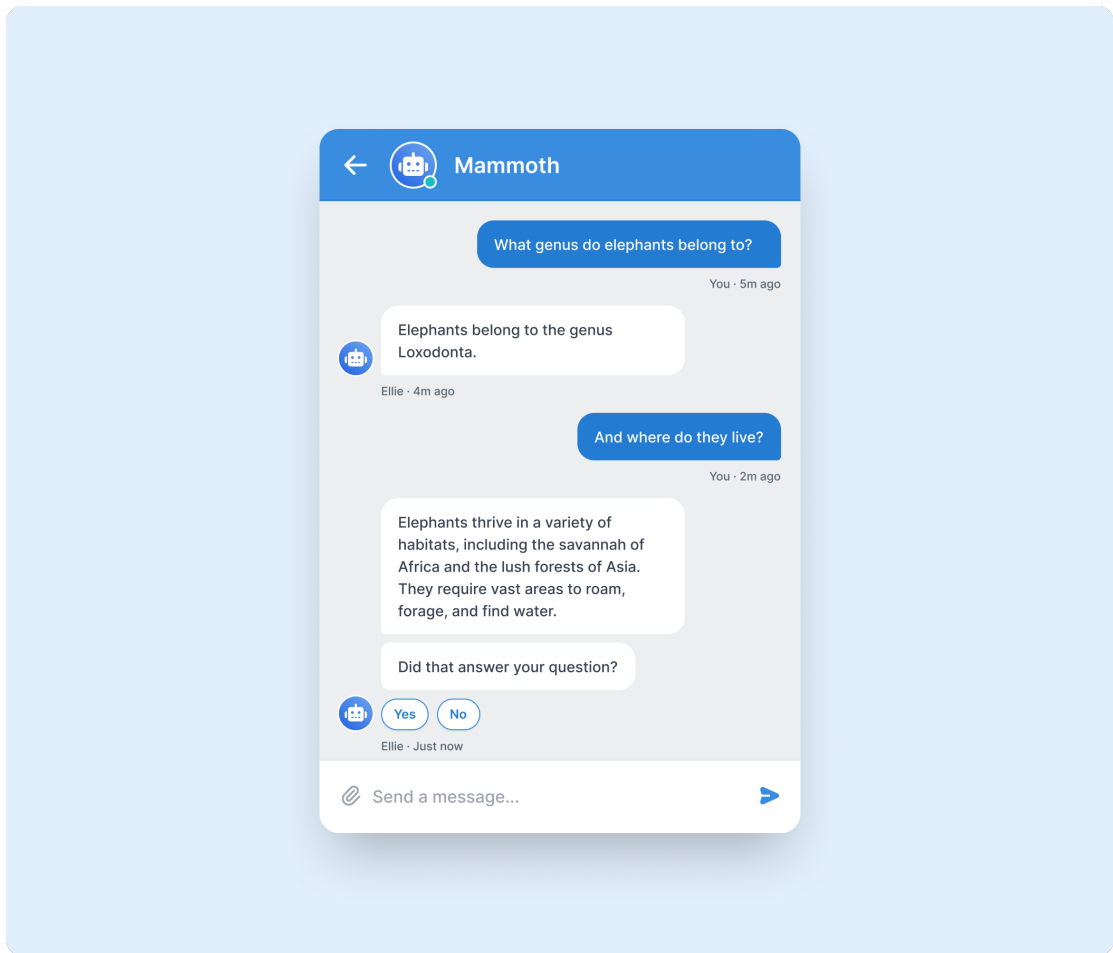 Mammoth
What genus do elephants belong to?
You · 5m ago
Elephants belong to the genus
Loxodonta.
Ellie · 4m ago
And where do they live?
You · 2m ago
Elephants thrive in a variety of
habitats, including the savannah of
Africa and the lush forests of Asia.
They require vast areas to roam,
forage, and find water.
Did that answer your question?
Yes No
Ellie · Just now
Send a message...